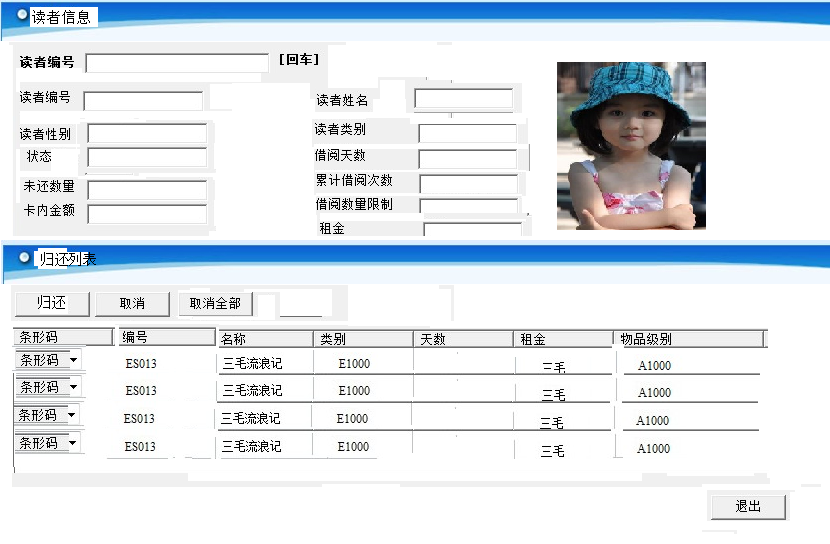 读者信息
读者编号 [回车]
读者编号 读者姓名
读者性别 读者类别
状态 借阅天数
未还数量 累计借阅次数
卡内金额 借阅数量限制
租金
归还列表
归还 取消 取消全部
条形码 编号 名称 类别 天数 租金 物品级别
条形码 ES013 三毛流浪记 E1000 三毛 A1000
条形码 ES013 三毛流浪记 E1000 三毛 A1000
条形码 ES013 三毛流浪记 E1000 三毛 A1000
条形码 ES013 三毛流浪记 E1000 三毛 A1000
退出